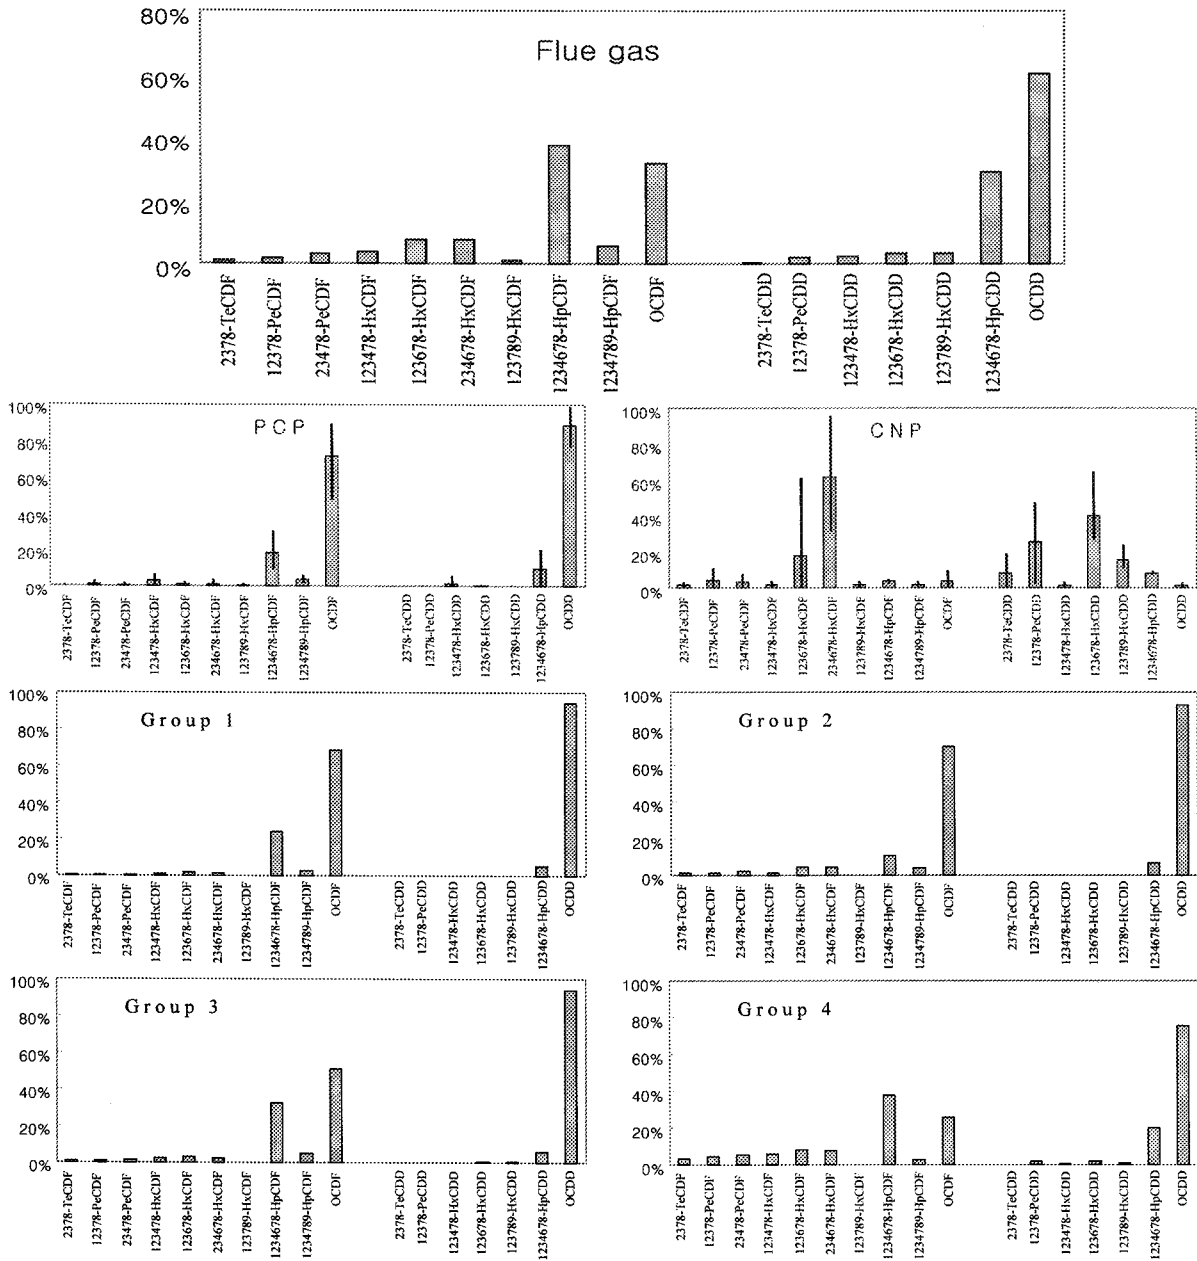 Flue gas
80%
60%
40%
20%
0%
2378-TeCDF
12378-PeCDF
23478-PeCDF
123478-HxCDF
123678-HxCDF
234678-HxCDF
123789-HxCDF
1234678-HpCDF
1234789-HpCDF
OCDF
2378-TeCDD
12378-PeCDD
123478-HxCDD
123678-HxCDD
123789-HxCDD
1234678-HpCDD
OCDD
PCP
100%
80%
60%
40%
20%
0%
2378-TeCDF
12378-PeCDF
23478-PeCDF
123478-HxCDF
123678-HxCDF
234678-HxCDF
123789-HxCDF
1234678-HpCDF
1234789-HpCDF
OCDF
2378-TeCDD
12378-PeCDD
123478-HxCDD
123678-HxCDD
123789-HxCDD
1234678-HpCDD
OCDD
CNP
100%
80%
60%
40%
20%
0%
2378-TeCDF
12378-PeCDF
23478-PeCDF
123478-HxCDF
123678-HxCDF
234678-HxCDF
123789-HxCDF
1234678-HpCDF
1234789-HpCDF
OCDF
2378-TeCDD
12378-PeCDD
123478-HxCDD
123678-HxCDD
123789-HxCDD
1234678-HpCDD
OCDD
Group 1
100%
80%
60%
40%
20%
0%
2378-TeCDF
12378-PeCDF
23478-PeCDF
123478-HxCDF
123678-HxCDF
234678-HxCDF
123789-HxCDF
1234678-HpCDF
1234789-HpCDF
OCDF
2378-TeCDD
12378-PeCDD
123478-HxCDD
123678-HxCDD
123789-HxCDD
1234678-HpCDD
OCDD
Group 2
100%
80%
60%
40%
20%
0%
2378-TeCDF
12378-PeCDF
23478-PeCDF
123478-HxCDF
123678-HxCDF
234678-HxCDF
123789-HxCDF
1234678-HpCDF
1234789-HpCDF
OCDF
2378-TeCDD
12378-PeCDD
123478-HxCDD
123678-HxCDD
123789-HxCDD
1234678-HpCDD
OCDD
Group 3
100%
80%
60%
40%
20%
0%
2378-TeCDF
12378-PeCDF
23478-PeCDF
123478-HxCDF
123678-HxCDF
234678-HxCDF
123789-HxCDF
1234678-HpCDF
1234789-HpCDF
OCDF
2378-TeCDD
12378-PeCDD
123478-HxCDD
123678-HxCDD
123789-HxCDD
1234678-HpCDD
OCDD
Group 4
100%
80%
60%
40%
20%
0%
2378-TeCDF
12378-PeCDF
23478-PeCDF
123478-HxCDF
123678-HxCDF
234678-HxCDF
123789-HxCDF
1234678-HpCDF
1234789-HpCDF
OCDF
2378-TeCDD
12378-PeCDD
123478-HxCDD
123678-HxCDD
123789-HxCDD
1234678-HpCDD
OCDD